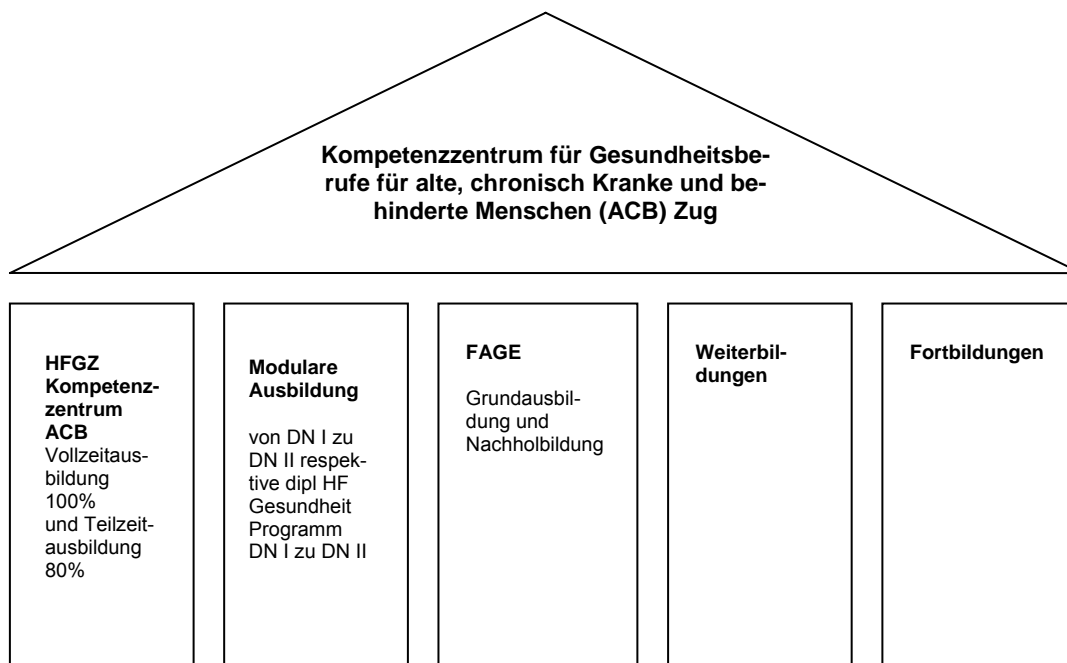 Kompetenzzentrum für Gesundheitsbe-
rufe für alte, chronisch Kranke und be-
hinderte Menschen (ACB) Zug
HFGZ
Kompetenz-
zentrum
ACB
Vollzeitaus-
bildung
100%
und Teilzeit-
ausbildung
80%
Modulare
Ausbildung
von DN I zu
DN II respek-
tive dipl HF
Gesundheit
Programm
DN I zu DN II
FAGE
Grundausbil-
dung und
Nachholbildung
Weiterbil-
dungen
Fortbildungen